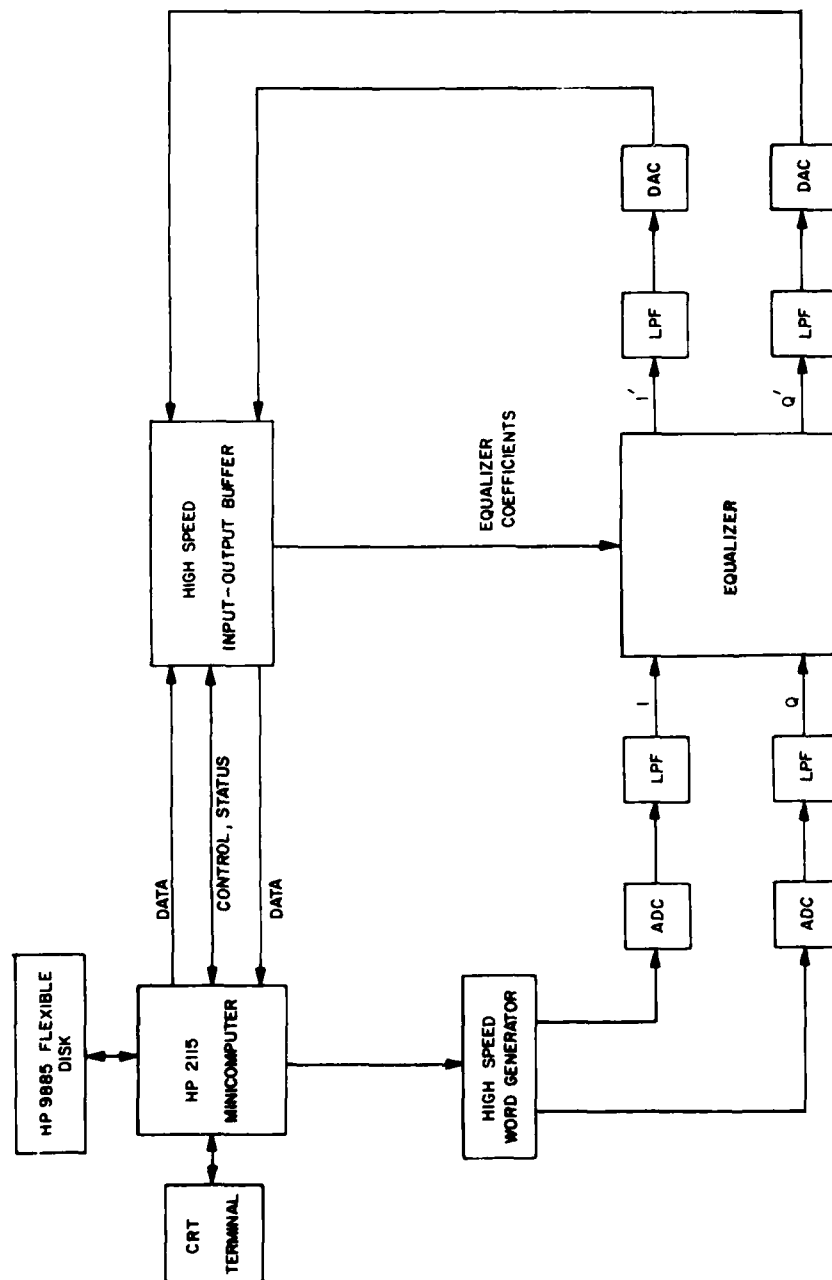 HP 9885 FLEXIBLE
DISK
CRT
TERMINAL
HP 2115
MINICOMPUTER
DATA
CONTROL, STATUS
DATA
HIGH SPEED
INPUT-OUTPUT BUFFER
HIGH SPEED
WORD GENERATOR
EQUALIZER
COEFFICIENTS
ADC
LPF
I
EQUALIZER
I'
LPF
DAC
ADC
LPF
Q
Q'
LPF
DAC